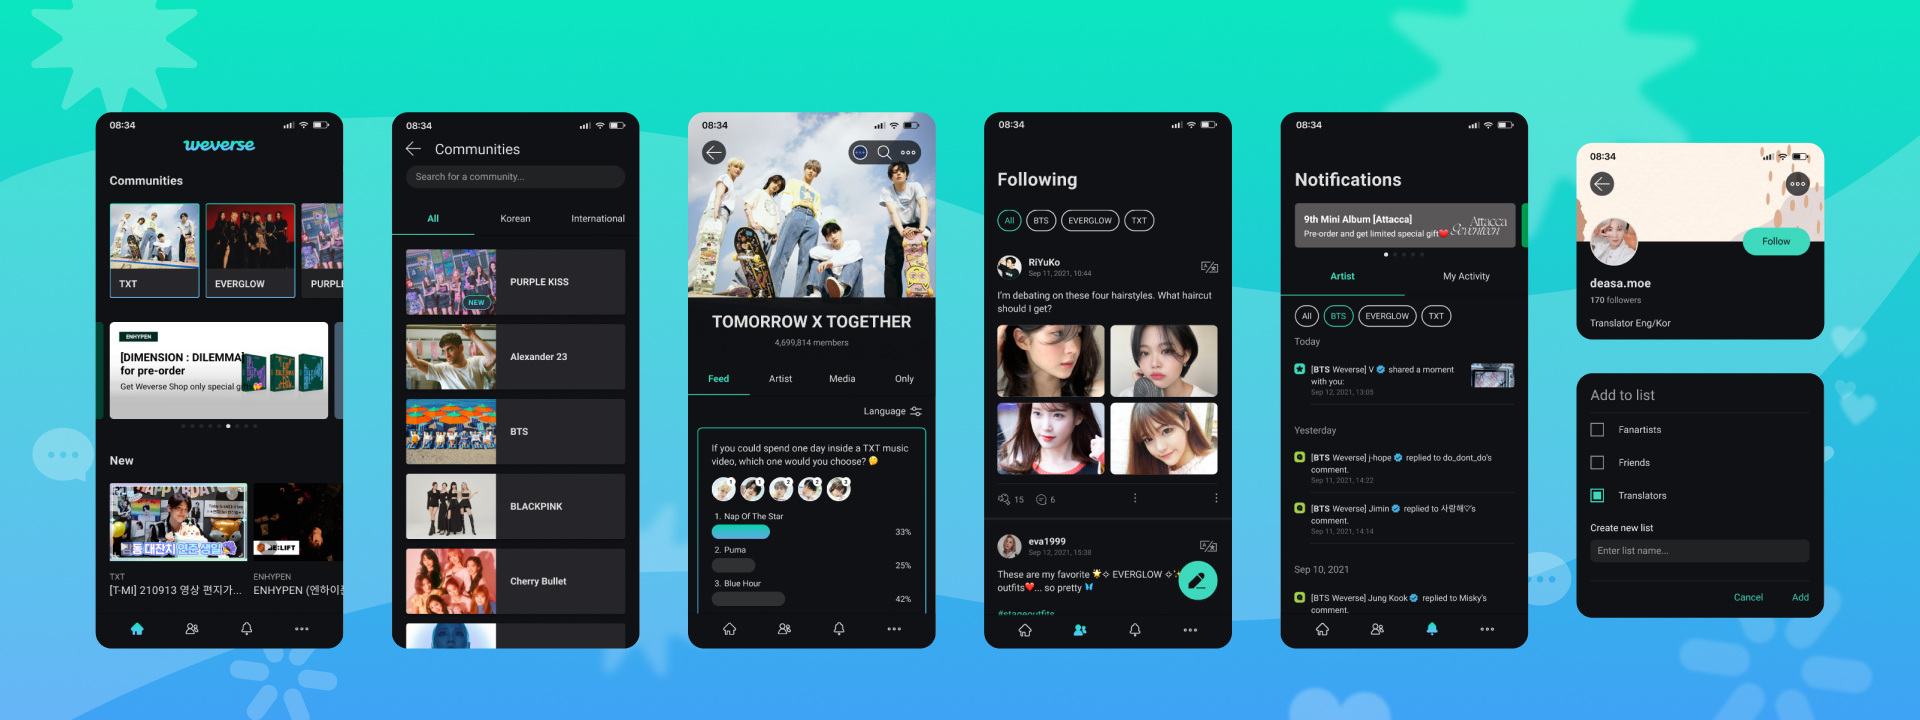 08:34
weverse
Communities
TXT
EVERGLOW
PURPL
ENHYPEN
[DIMENSION : DILEMMA]
for pre-order
Get Weverse Shop only special
New
TXT
[T-MI] 210913 영상 편지가...
ENHYPEN
ENHYPEN (엔하이픈
08:34
Communities
Search for a community...
All
Korean
International
PURPLE KISS
NEW
Alexander 23
BTS
BLACKPINK
Cherry Bullet
08:34
TOMORROW X TOGETHER
4,699,814 members
Feed
Artist
Media
Only
Language
If you could spend one day inside a TXT music
video, which one would you choose? 🤔
1. Nap Of The Star
33%
2. Puma
25%
3. Blue Hour
42%
08:34
Following
All
BTS
EVERGLOW
TXT
RiYuKo
Sep 11, 2021, 10:44
I'm debating on these four hairstyles. What haircut
should I get?
15
6
eva1999
Sep 12, 2021, 15:38
These are my favorite 🌟✧ EVERGLOW ✧✨
outfits❤️... so pretty 🦋
#stageoutfits
08:34
Notifications
9th Mini Album [Attacca]
Pre-order and get limited special gift❤️
Attacca
Seventeen
Artist
My Activity
All
BTS
EVERGLOW
TXT
Today
[BTS Weverse] V shared a moment
with you:
Sep 12, 2021, 13:05
Yesterday
[BTS Weverse] j-hope replied to do_dont_do's
comment.
Sep 11, 2021, 14:22
[BTS Weverse] Jimin replied to 사랑해♡'s
comment.
Sep 11, 2021, 14:14
Sep 10, 2021
[BTS Weverse] Jung Kook replied to Misky's
comment.
08:34
Follow
deasa.moe
170 followers
Translator Eng/Kor
Add to list
Fanartists
Friends
Translators
Create new list
Enter list name...
Cancel
Add